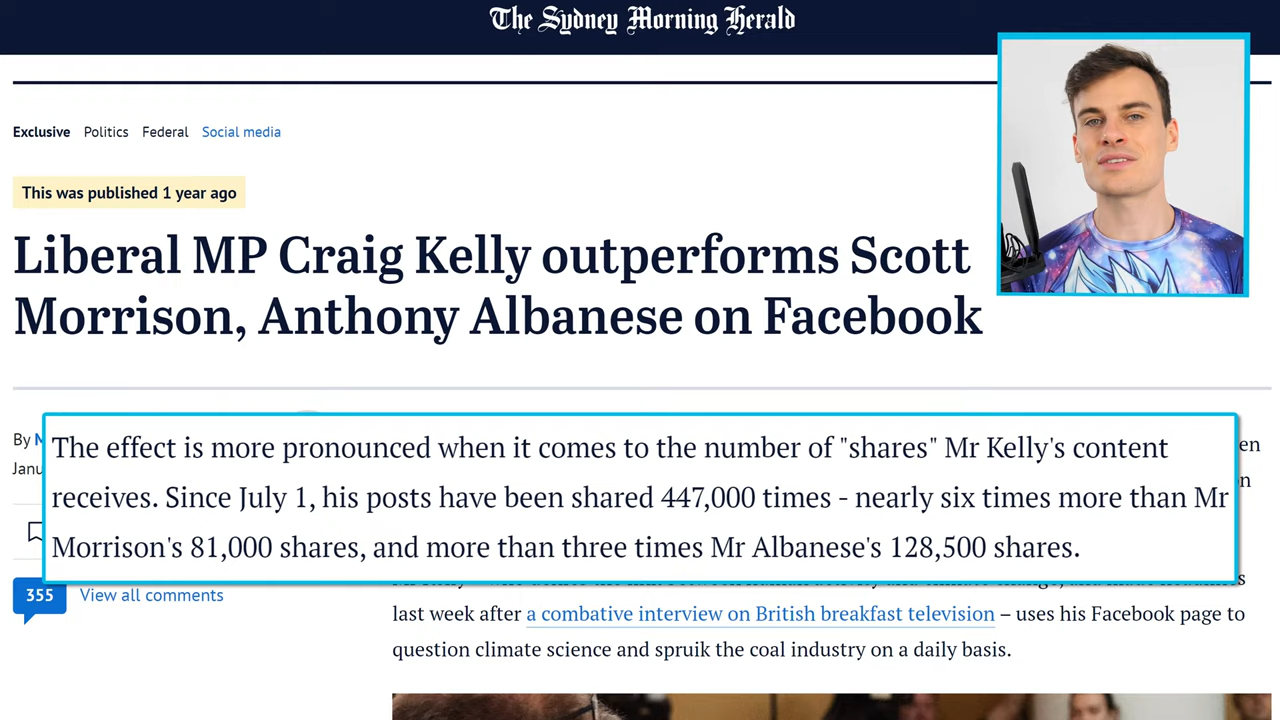 The Sydney Morning Herald
Exclusive Politics Federal Social media
This was published 1 year ago
Liberal MP Craig Kelly outperforms Scott
Morrison, Anthony Albanese on Facebook
By M
Janu
The effect is more pronounced when it comes to the number of "shares" Mr Kelly's content
receives. Since July 1, his posts have been shared 447,000 times - nearly six times more than Mr
Morrison's 81,000 shares, and more than three times Mr Albanese's 128,500 shares.
355 View all comments
last week after a combative interview on British breakfast television – uses his Facebook page to
question climate science and spruik the coal industry on a daily basis.